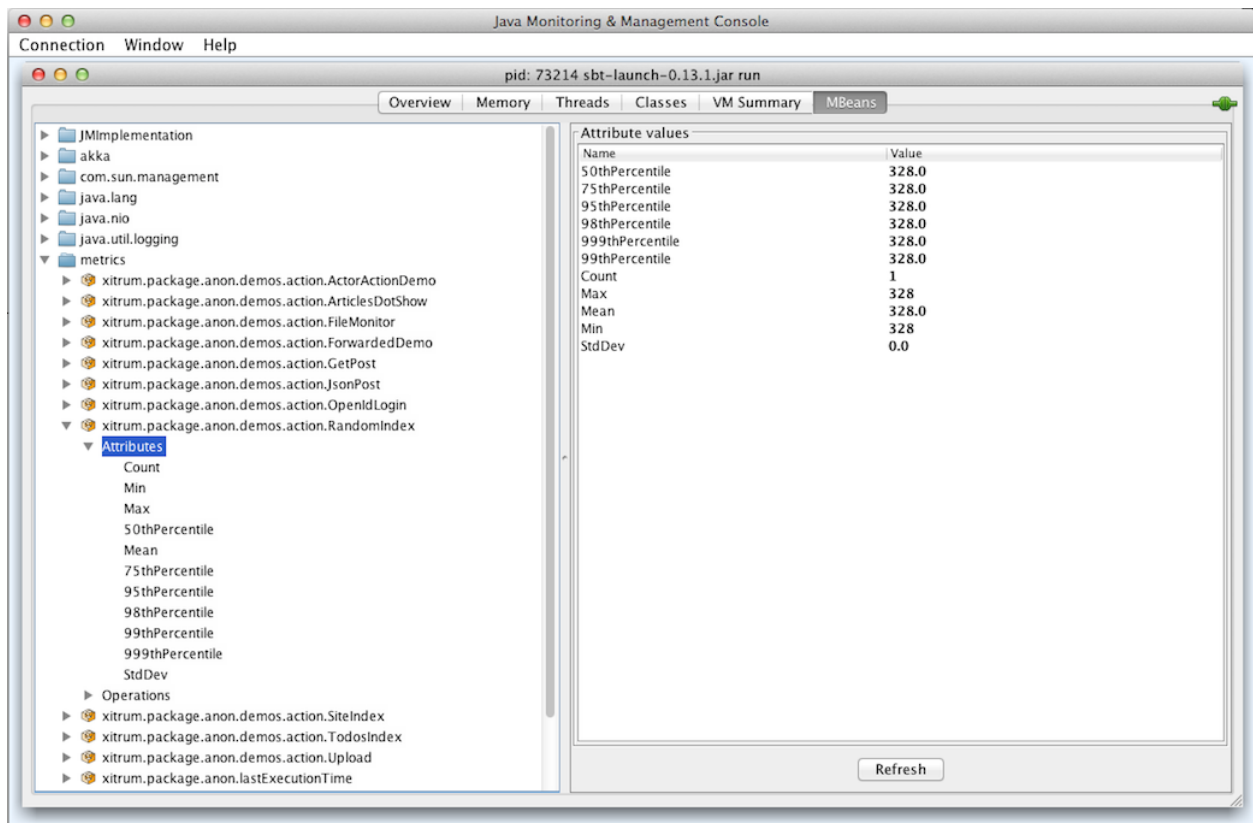 Java Monitoring & Management Console
Connection Window Help
pid: 73214 sbt-launch-0.13.1.jar run
Overview Memory Threads Classes VM Summary MBeans
JMImplementation
akka
com.sun.management
java.lang
java.nio
java.util.logging
metrics
xitrum.package.anon.demos.action.ActorActionDemo
xitrum.package.anon.demos.action.ArticlesDotShow
xitrum.package.anon.demos.action.FileMonitor
xitrum.package.anon.demos.action.ForwardedDemo
xitrum.package.anon.demos.action.GetPost
xitrum.package.anon.demos.action.JsonPost
xitrum.package.anon.demos.action.OpenIdLogin
xitrum.package.anon.demos.action.RandomIndex
Attributes
Count
Min
Max
50thPercentile
Mean
75thPercentile
95thPercentile
98thPercentile
99thPercentile
999thPercentile
StdDev
Operations
xitrum.package.anon.demos.action.SiteIndex
xitrum.package.anon.demos.action.TodosIndex
xitrum.package.anon.demos.action.Upload
xitrum.package.anon.lastExecutionTime
Attribute values
Name Value
50thPercentile 328.0
75thPercentile 328.0
95thPercentile 328.0
98thPercentile 328.0
999thPercentile 328.0
99thPercentile 328.0
Count 1
Max 328
Mean 328.0
Min 328
StdDev 0.0
Refresh